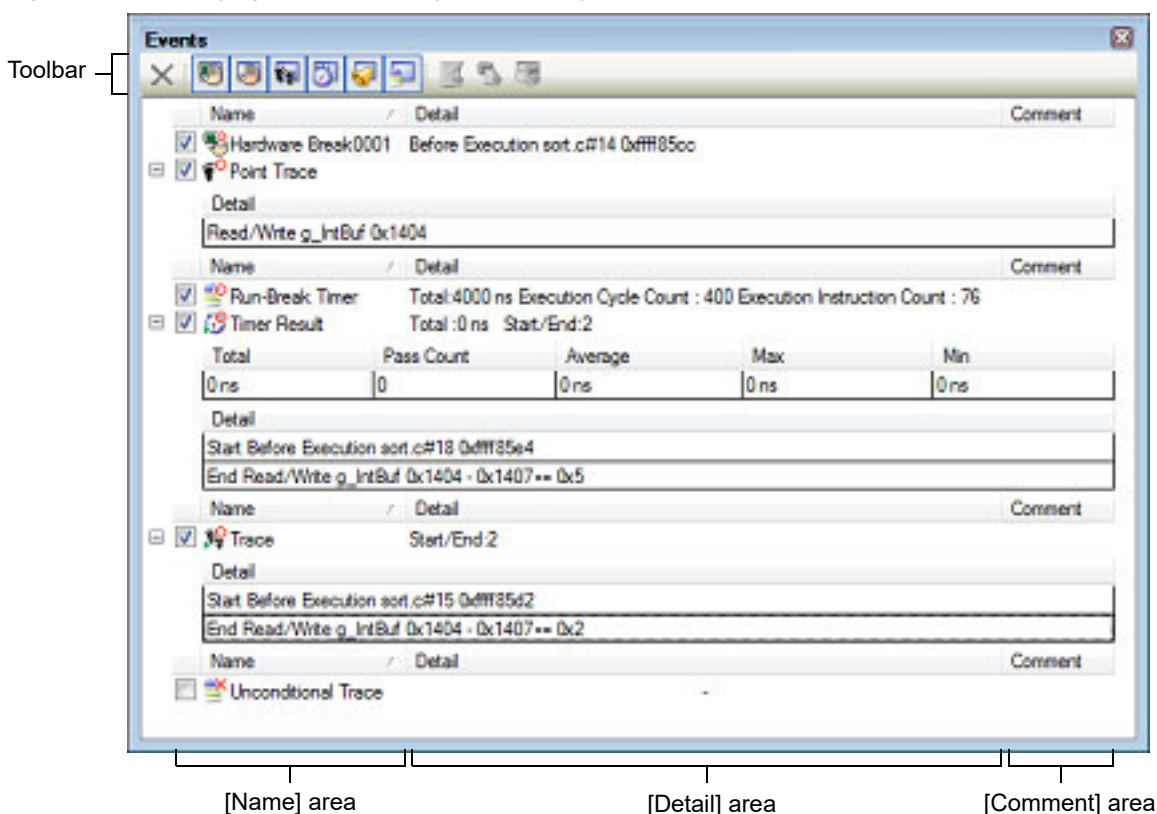 Events
Toolbar
Name / Detail Comment
Hardware Break0001 Before Execution sort.c#14 0xffff85cc
Point Trace
Detail
Read/Write g_IntBuf 0x1404
Name / Detail Comment
Run-Break Timer Total:4000 ns Execution Cycle Count : 400 Execution Instruction Count : 76
Timer Result Total :0 ns Start/End:2
Total Pass Count Average Max Min
0 ns 0 0 ns 0 ns 0 ns
Detail
Start Before Execution sort.c#18 0xffff85e4
End Read/Write g_IntBuf 0x1404 - 0x1407== 0x5
Name / Detail Comment
Trace Start/End:2
Detail
Start Before Execution sort.c#15 0xffff85d2
End Read/Write g_IntBuf 0x1404 - 0x1407== 0x2
Name / Detail Comment
Unconditional Trace -
[Name] area [Detail] area [Comment] area